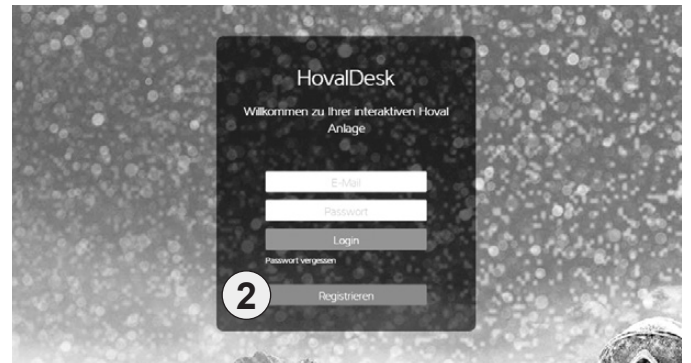 HovalDesk
Willkommen zu Ihrer interaktiven Hoval
Anlage
E-Mail
Passwort
Login
Passwort vergessen
2
Registrieren